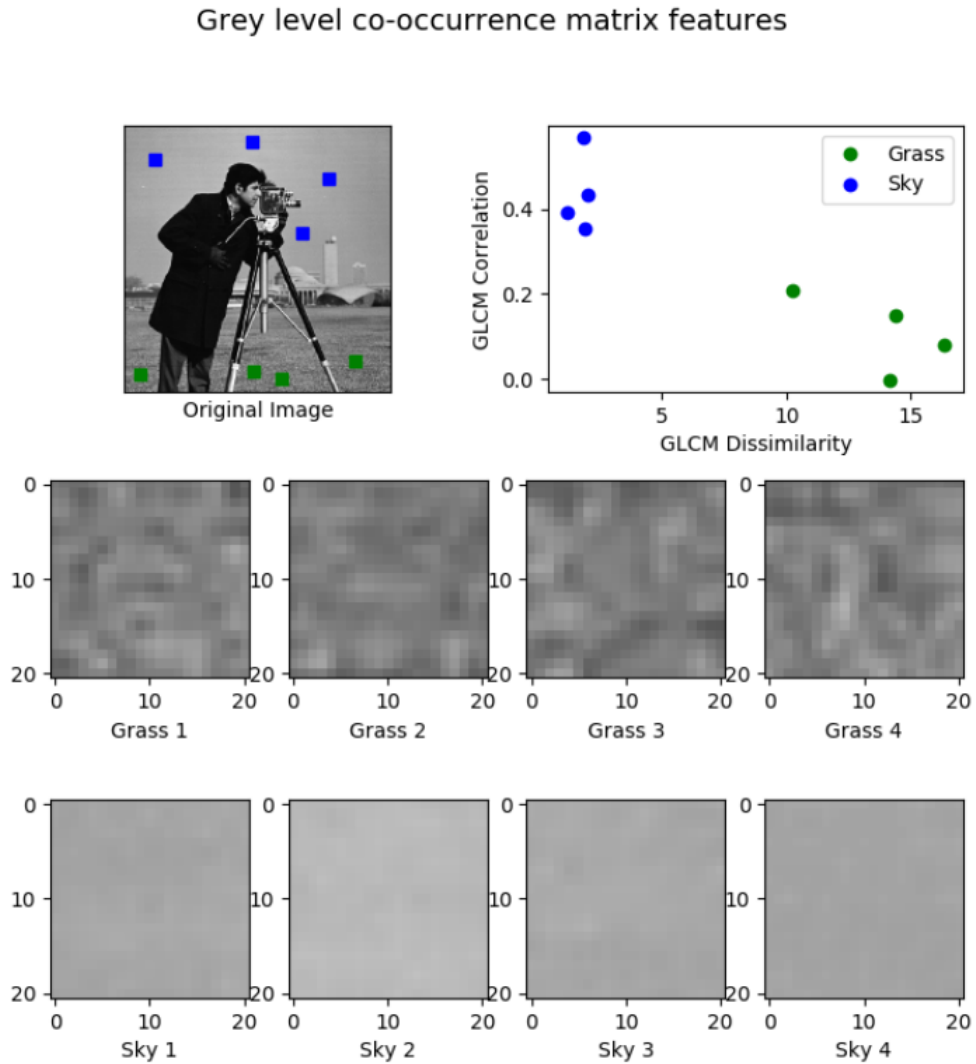 Grey level co-occurrence matrix features
Original Image
GLCM Correlation
0.4
0.2
0.0
Grass
Sky
5 10 15
GLCM Dissimilarity
0
10
20
0 10 20
Grass 1
0
10
20
0 10 20
Grass 2
0
10
20
0 10 20
Grass 3
0
10
20
0 10 20
Grass 4
0
10
20
0 10 20
Sky 1
0
10
20
0 10 20
Sky 2
0
10
20
0 10 20
Sky 3
0
10
20
0 10 20
Sky 4